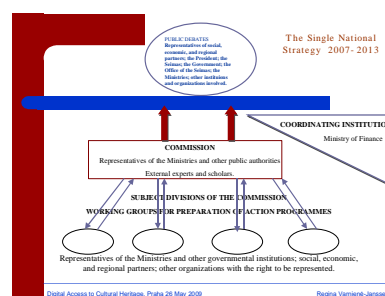 PUBLIC DEBATES
Representatives of social,
economic, and regional
partners; the President; the
Seimas; the Government; the
Office of the Seimas; the
Ministries; other institutions
and organizations involved.
The Single National
Strategy 2007-2013
COORDINATING INSTITUTIO
Ministry of Finance
COMMISSION
Representatives of the Ministries and other public authorities
External experts and scholars.
SUBJECT DIVISIONS OF THE COMMISSION
WORKING GROUPS FOR PREPARATION OF ACTION PROGRAMMES
Representatives of the Ministries and other governmental institutions; social, economic,
and regional partners; other organizations with the right to be represented.
Digital Access to Cultural Heritage, Praha 26 May 2009
Regina Varnienė-Jansse